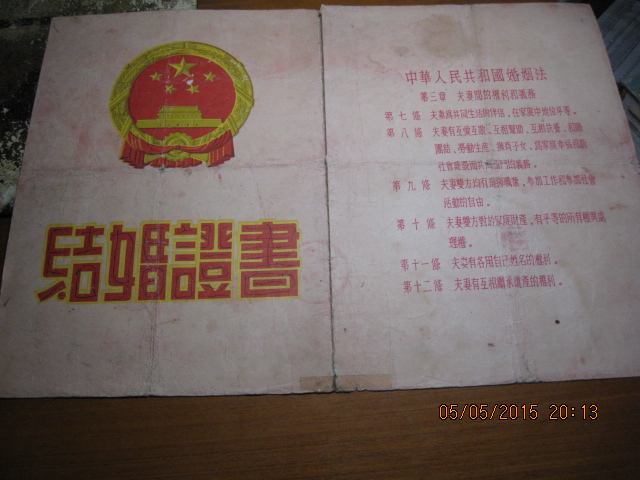 結婚證書
中華人民共和國婚姻法
第三章 夫妻間的權利和義務
第七條 夫妻為共同生活的伴侶，在家庭中地位平等。
第八條 夫妻有互愛互敬、互相幫助、互相扶養、和睦
團結、勞動生產、撫育子女，為家庭幸福和新
社會建設而共同鬥爭的義務。
第九條 夫妻雙方均有選擇職業、參加工作和參加社會
活動的自由。
第十條 夫妻雙方對於家庭財產，有平等的所有權與處
理權。
第十一條 夫妻有各用自己姓名的權利。
第十二條 夫妻有互相繼承遺產的權利。
05/05/2015 20:13